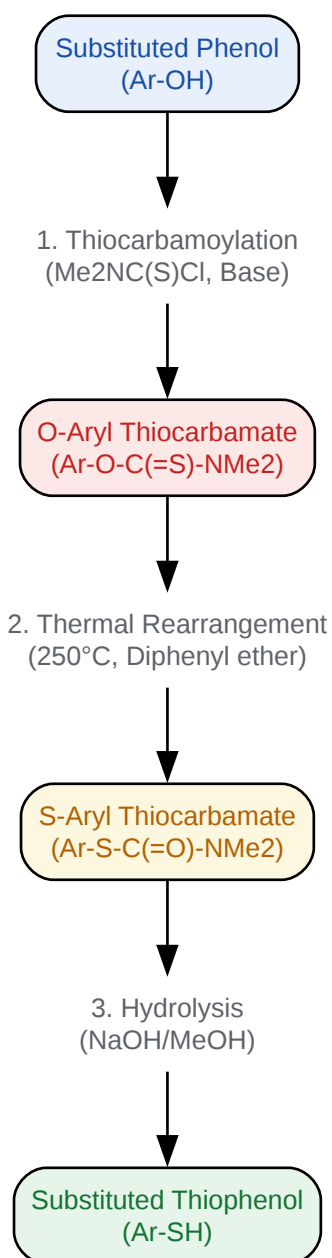 Substituted Phenol
(Ar-OH)
1. Thiocarbamoylation
(Me2NC(S)Cl, Base)
O-Aryl Thiocarbamate
(Ar-O-C(=S)-NMe2)
2. Thermal Rearrangement
(250°C, Diphenyl ether)
S-Aryl Thiocarbamate
(Ar-S-C(=O)-NMe2)
3. Hydrolysis
(NaOH/MeOH)
Substituted Thiophenol
(Ar-SH)